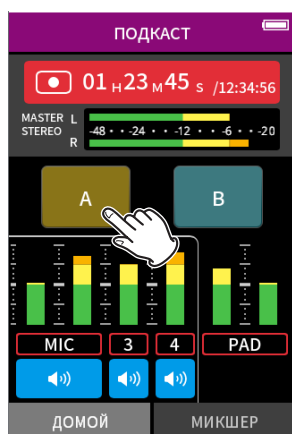 ПОДКАСТ
01 H 23 M 45 S /12:34:56
MASTER L
STEREO -48 · · -24 · · -12 · · -6 · · -20
R
A B
MIC 3 4 PAD
ДОМОЙ МИКШЕР